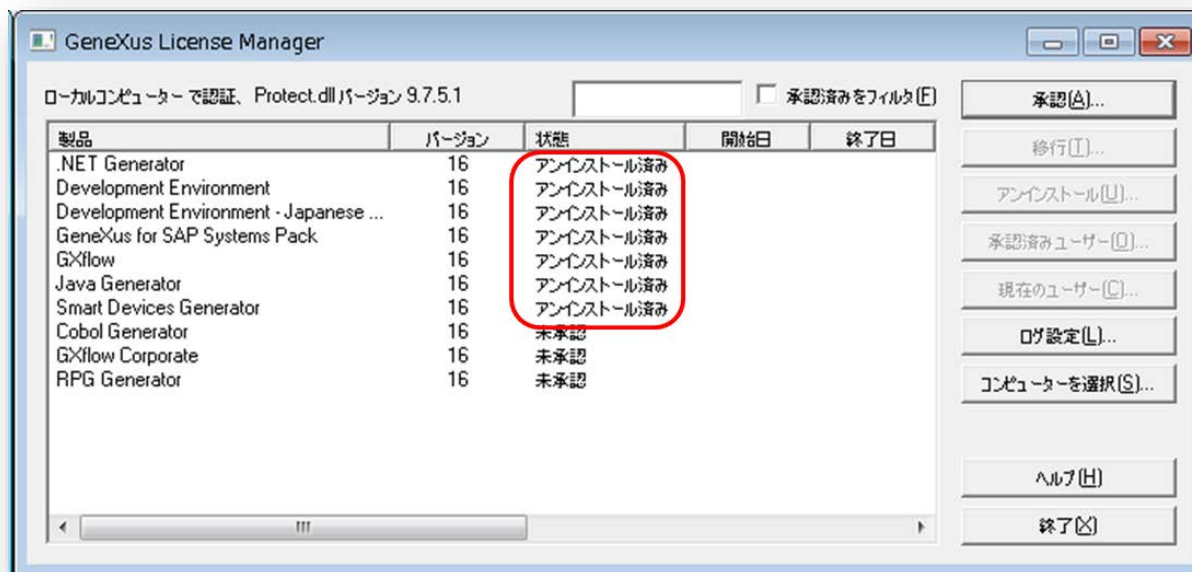 GeneXus License Manager
ローカルコンピューター で認証、 Protect.dll バージョン 9.7.5.1
承認済みをフィルタ(F)
製品 バージョン 状態 開始日 終了日
.NET Generator 16 アンインストール済み
Development Environment 16 アンインストール済み
Development Environment - Japanese ... 16 アンインストール済み
GeneXus for SAP Systems Pack 16 アンインストール済み
GXflow 16 アンインストール済み
Java Generator 16 アンインストール済み
Smart Devices Generator 16 アンインストール済み
Cobol Generator 16 未承認
GXflow Corporate 16 未承認
RPG Generator 16 未承認
承認(A)...
移行(T)...
アンインストール(U)...
承認済みユーザー(O)...
現在のユーザー(C)...
ログ設定(L)...
コンピューターを選択(S)...
ヘルプ(H)
終了(X)